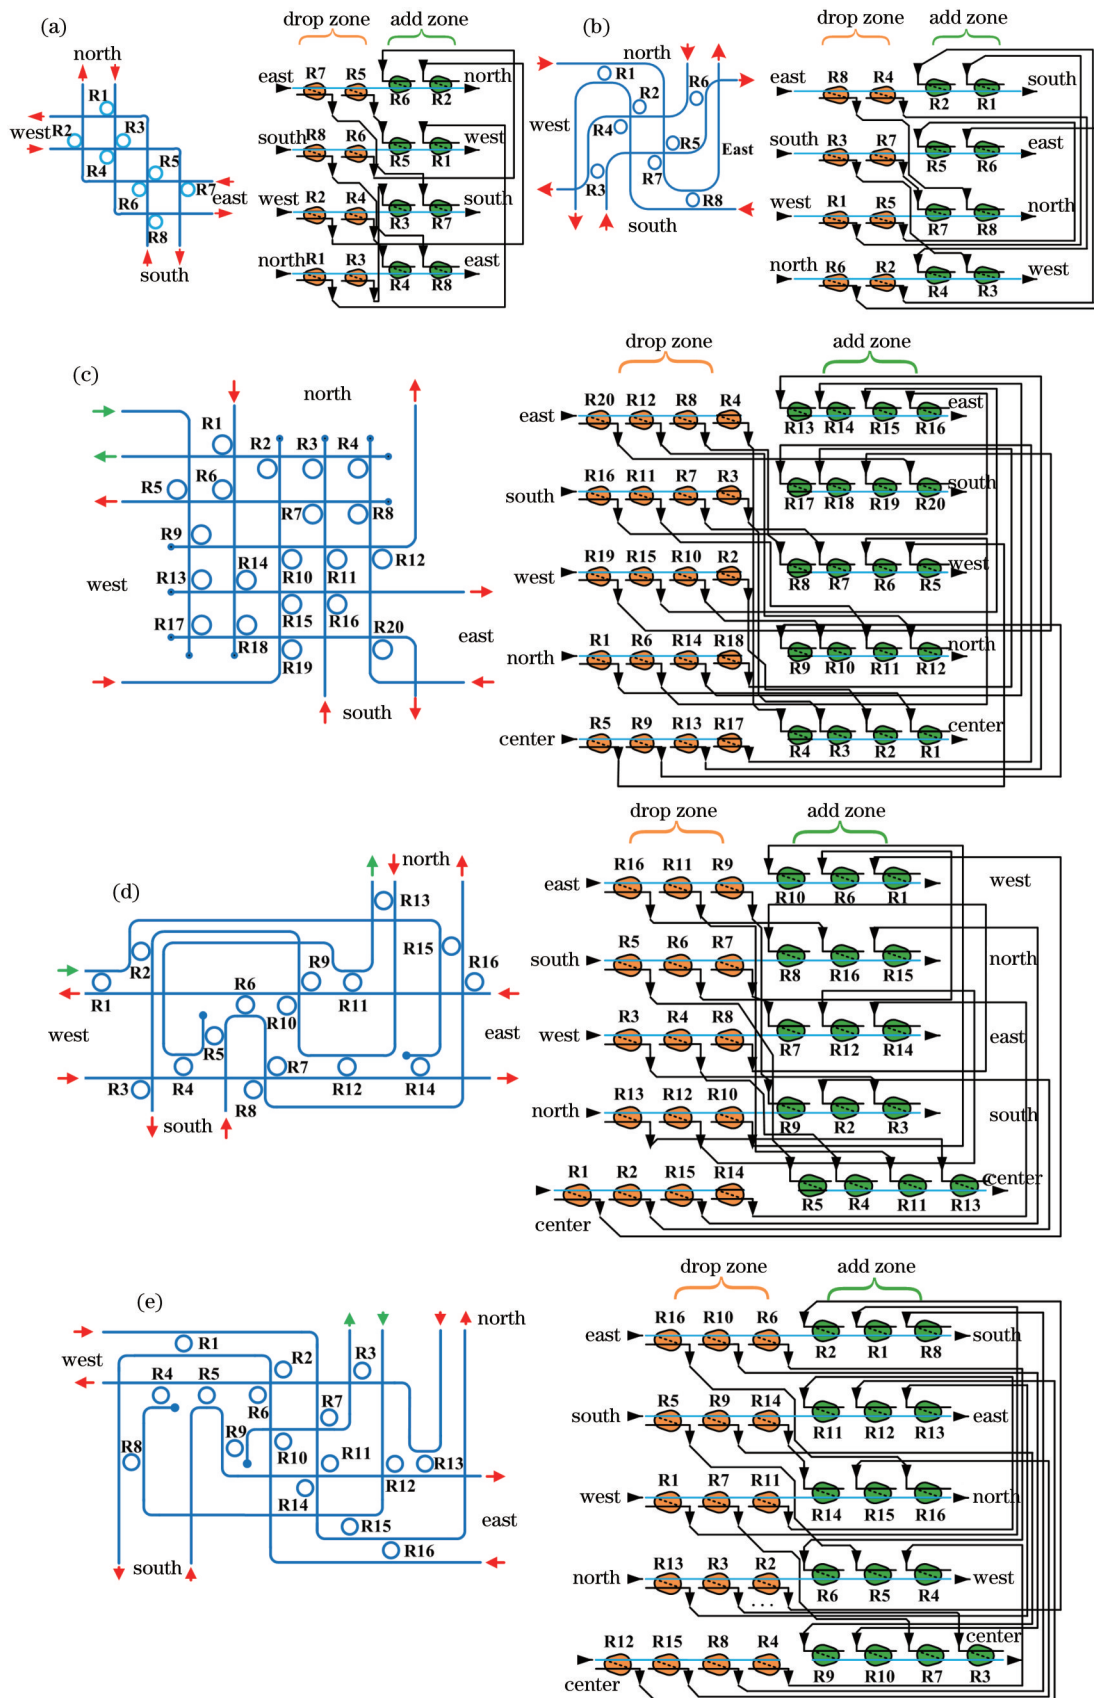 (a)
north
R1
west
R2
R3
R4
R5
R6
R7
east
R8
south
drop zone add zone
east R7 R5 R6 R2 north
south R8 R6 R5 R1 west
west R2 R4 R3 R7 south
north R1 R3 R4 R8 east
(b)
north
R1
R6
R2
west
R4
R5
East
R3
R7
R8
south
drop zone add zone
east R8 R4 R2 R1 south
south R3 R7 R5 R6 east
west R1 R5 R7 R8 north
north R6 R2 R4 R3 west
(c)
north
R1
R2 R3 R4
R5 R6
R7 R8
R9
R10 R11 R12
west
R13 R14
R15 R16
R17
R18
R19
R20
east
south
drop zone add zone
east R20 R12 R8 R4 R13 R14 R15 R16 east
south R16 R11 R7 R3 R17 R18 R19 R20 south
west R19 R15 R10 R2 R8 R7 R6 R5 west
north R1 R6 R14 R18 R9 R10 R11 R12 north
center R5 R9 R13 R17 R4 R3 R2 R1 center
(d)
north
R13
R2
R15
R9
R16
R1
R6
R10
R11
west
east
R5
R4
R7
R3
R8
R12
R14
south
drop zone add zone
east R16 R11 R9 R10 R6 R1 west
south R5 R6 R7 R8 R16 R15 north
west R3 R4 R8 R7 R12 R14 east
north R13 R12 R10 R9 R2 R3 south
center R1 R2 R15 R14 R5 R4 R11 R13 center
(e)
north
R1
west
R2
R3
R4 R5
R6
R7
R8
R9
R10
R11
R12
R13
R14
R15
R16
east
south
drop zone add zone
east R16 R10 R6 R2 R1 R8 south
south R5 R9 R14 R11 R12 R13 east
west R1 R7 R11 R14 R15 R16 north
north R13 R3 R2 R6 R5 R4 west
...
center R12 R15 R8 R4 R9 R10 R7 R3 center